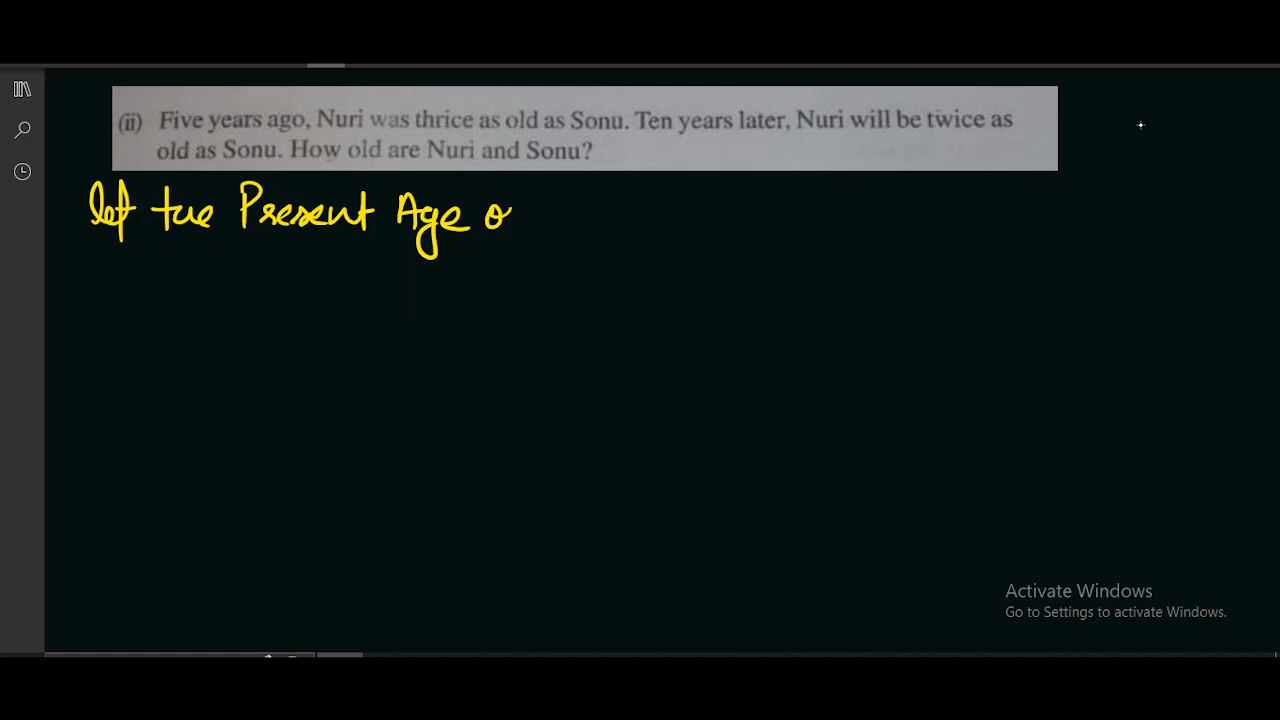 (ii) Five years ago, Nuri was thrice as old as Sonu. Ten years later, Nuri will be twice as
old as Sonu. How old are Nuri and Sonu?
let the Present Age o
Activate Windows
Go to Settings to activate Windows.